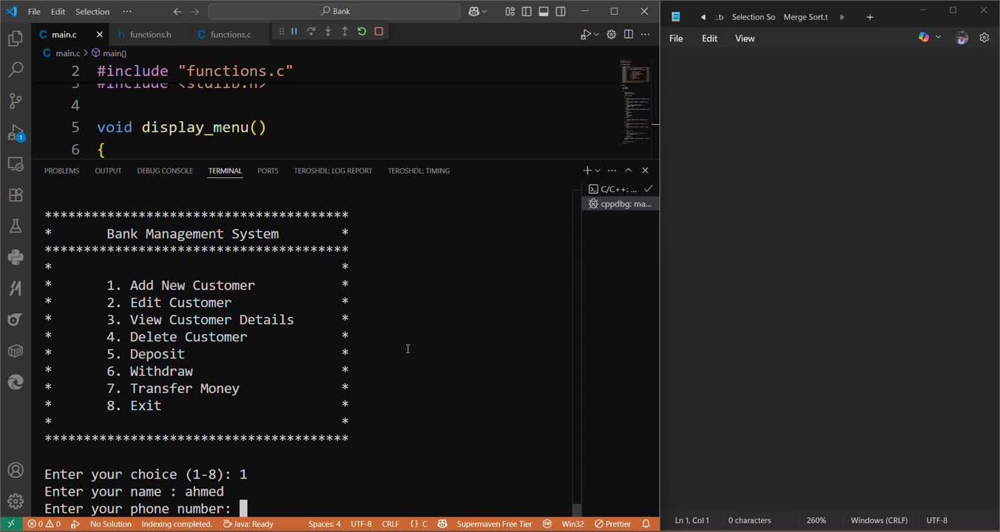 File Edit Selection ··· Bank
main.c functions.h functions.c
main.c > main()
2 #include "functions.c"
3 #include <stdlib.h>
4
5 void display_menu()
6 {
PROBLEMS OUTPUT DEBUG CONSOLE TERMINAL PORTS TEROSHDL: LOG REPORT TEROSHDL: TIMING
C/C++: ...
cppdbg: ma...
***************************************
* Bank Management System *
***************************************
* *
* 1. Add New Customer *
* 2. Edit Customer *
* 3. View Customer Details *
* 4. Delete Customer *
* 5. Deposit *
* 6. Withdraw *
* 7. Transfer Money *
* 8. Exit *
* *
***************************************
Enter your choice (1-8): 1
Enter your name : ahmed
Enter your phone number:
1
0 0 No Solution Indexing completed. Java: Ready Spaces: 4 UTF-8 CRLF {} C Supermaven Free Tier Win32 Prettier
:b Selection So Merge Sort.t
File Edit View
Ln 1, Col 1 0 characters 260% Windows (CRLF) UTF-8